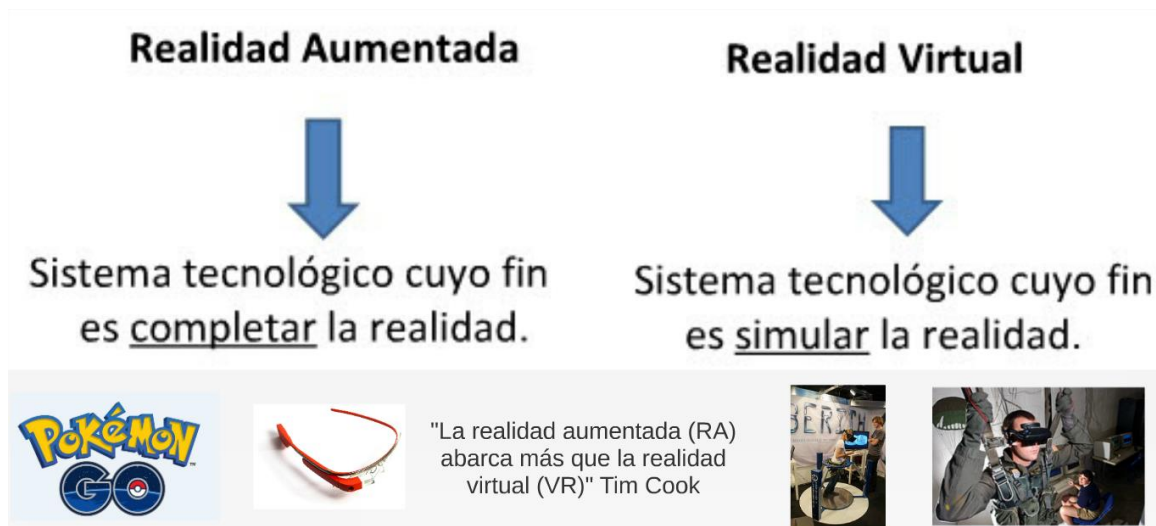 Realidad Aumentada
Sistema tecnológico cuyo fin
es completar la realidad.
Realidad Virtual
Sistema tecnológico cuyo fin
es simular la realidad.
POKÉMON
GO
"La realidad aumentada (RA)
abarca más que la realidad
virtual (VR)" Tim Cook